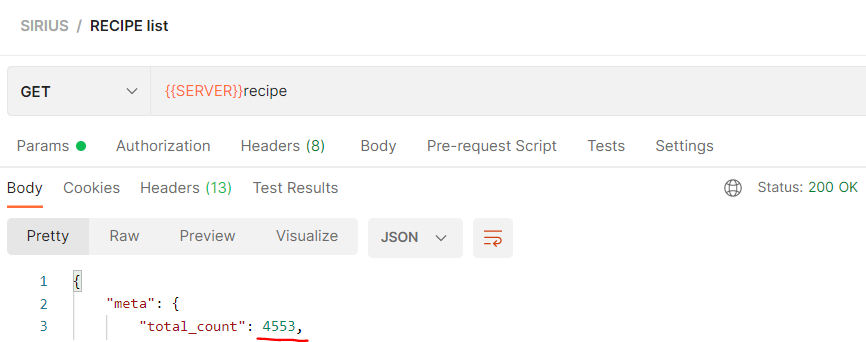 SIRIUS / RECIPE list
GET {{SERVER}}recipe
Params Authorization Headers (8) Body Pre-request Script Tests Settings
Body Cookies Headers (13) Test Results Status: 200 OK
Pretty Raw Preview Visualize JSON
1 {
2 "meta": {
3 "total_count": 4553,